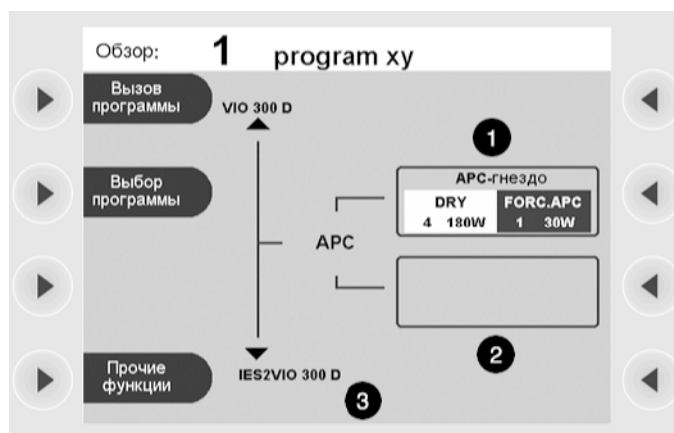 Обзор: 1 program xy
Вызов
программы
VIO 300 D
1
Выбор
программы
APC-гнездо
DRY FORC.APC
4 180W 1 30W
APC
2
Прочие
функции
IES2VIO 300 D
3